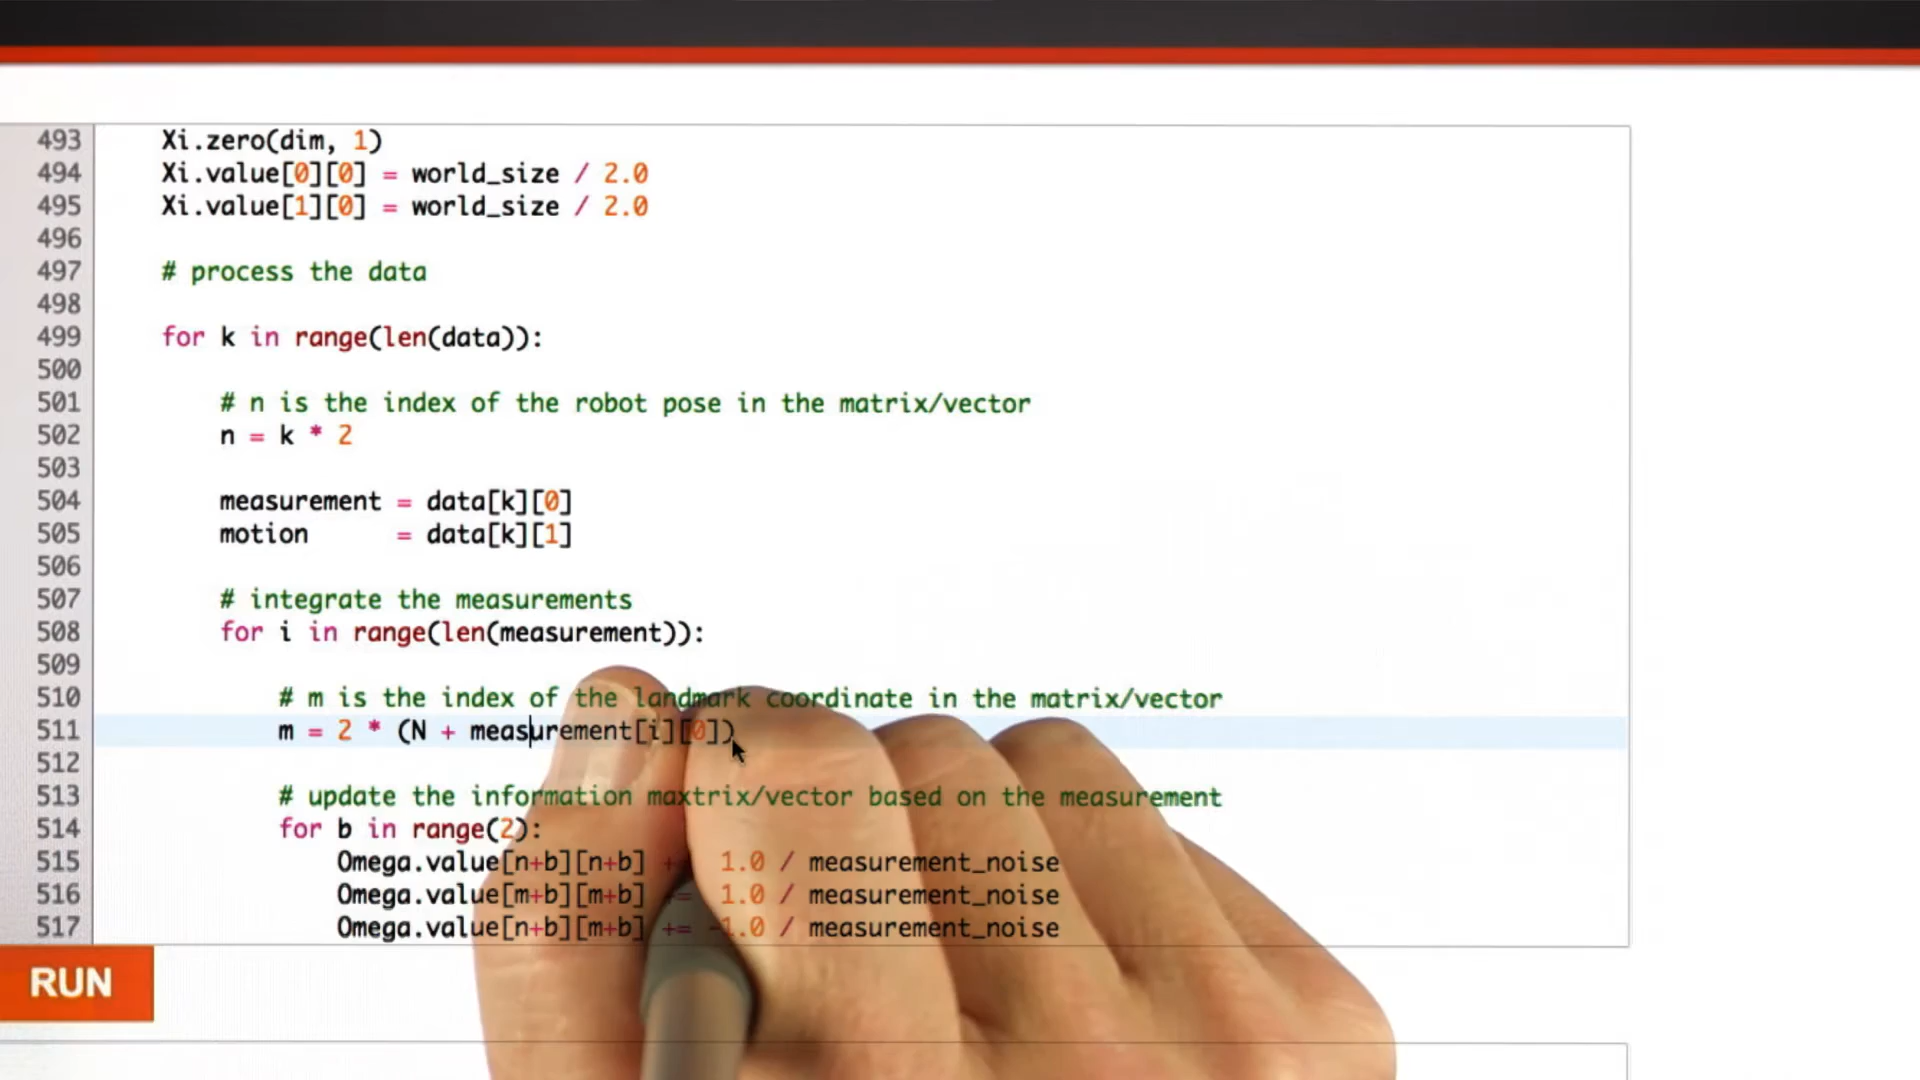 493 Xi.zero(dim, 1)
494 Xi.value[0][0] = world_size / 2.0
495 Xi.value[1][0] = world_size / 2.0
496
497 # process the data
498
499 for k in range(len(data)):
500
501 # n is the index of the robot pose in the matrix/vector
502 n = k * 2
503
504 measurement = data[k][0]
505 motion = data[k][1]
506
507 # integrate the measurements
508 for i in range(len(measurement)):
509
510 # m is the index of the landmark coordinate in the matrix/vector
511 m = 2 * (N + measurement[i][0])
512
513 # update the information maxtrix/vector based on the measurement
514 for b in range(2):
515 Omega.value[n+b][n+b] += 1.0 / measurement_noise
516 Omega.value[m+b][m+b] += 1.0 / measurement_noise
517 Omega.value[n+b][m+b] += -1.0 / measurement_noise
RUN